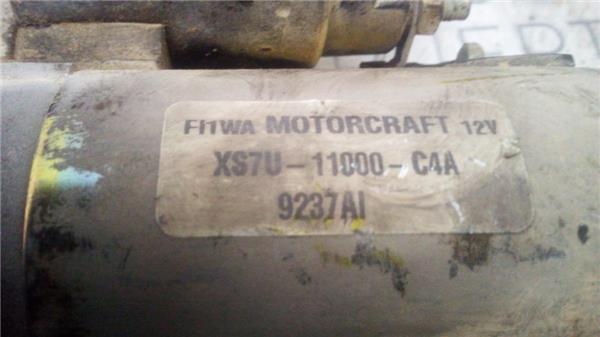 FI1WA MOTORCRAFT 12V
XS7U-11000-C4A
9237AI